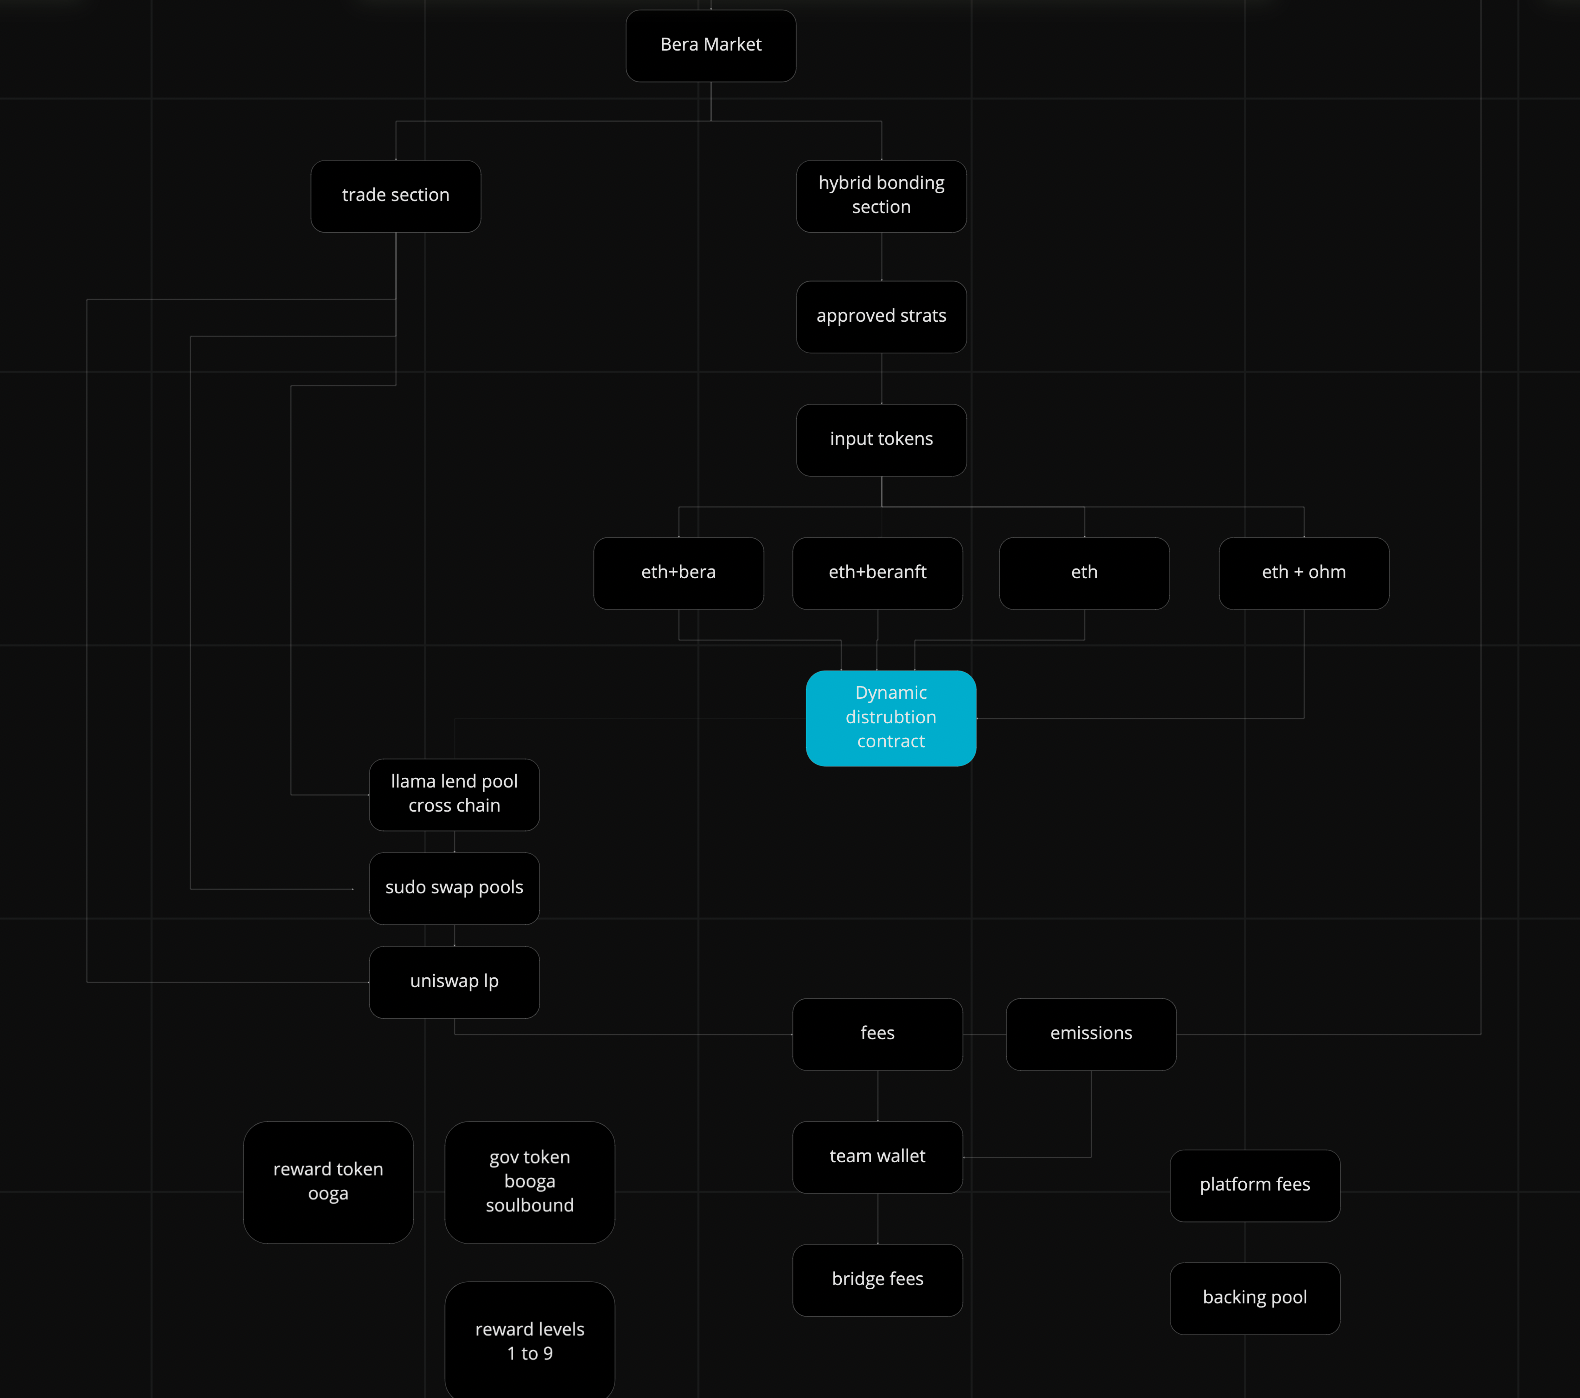 Bera Market
trade section
hybrid bonding
section
approved strats
input tokens
eth+bera
eth+beranft
eth
eth + ohm
Dynamic
distrubtion
contract
llama lend pool
cross chain
sudo swap pools
uniswap lp
fees
emissions
reward token
ooga
gov token
booga
soulbound
team wallet
platform fees
bridge fees
backing pool
reward levels
1 to 9